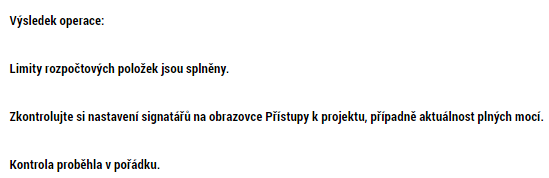 Výsledek operace:
Limity rozpočtových položek jsou splněny.
Zkontrolujte si nastavení signatářů na obrazovce Přístupy k projektu, případně aktuálnost plných mocí.
Kontrola proběhla v pořádku.